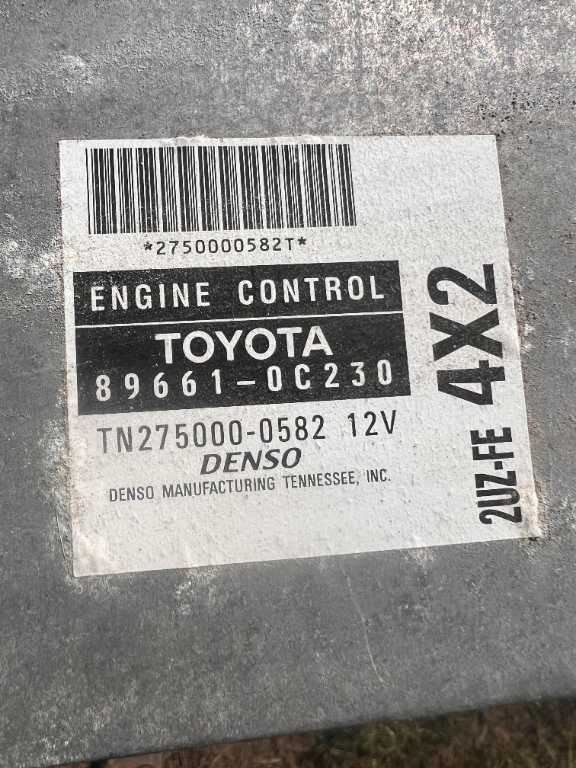 *2750000582T*
ENGINE CONTROL
TOYOTA
89661-0C230
TN275000-0582 12V
DENSO
DENSO MANUFACTURING TENNESSEE, INC.
2UZ-FE 4X2